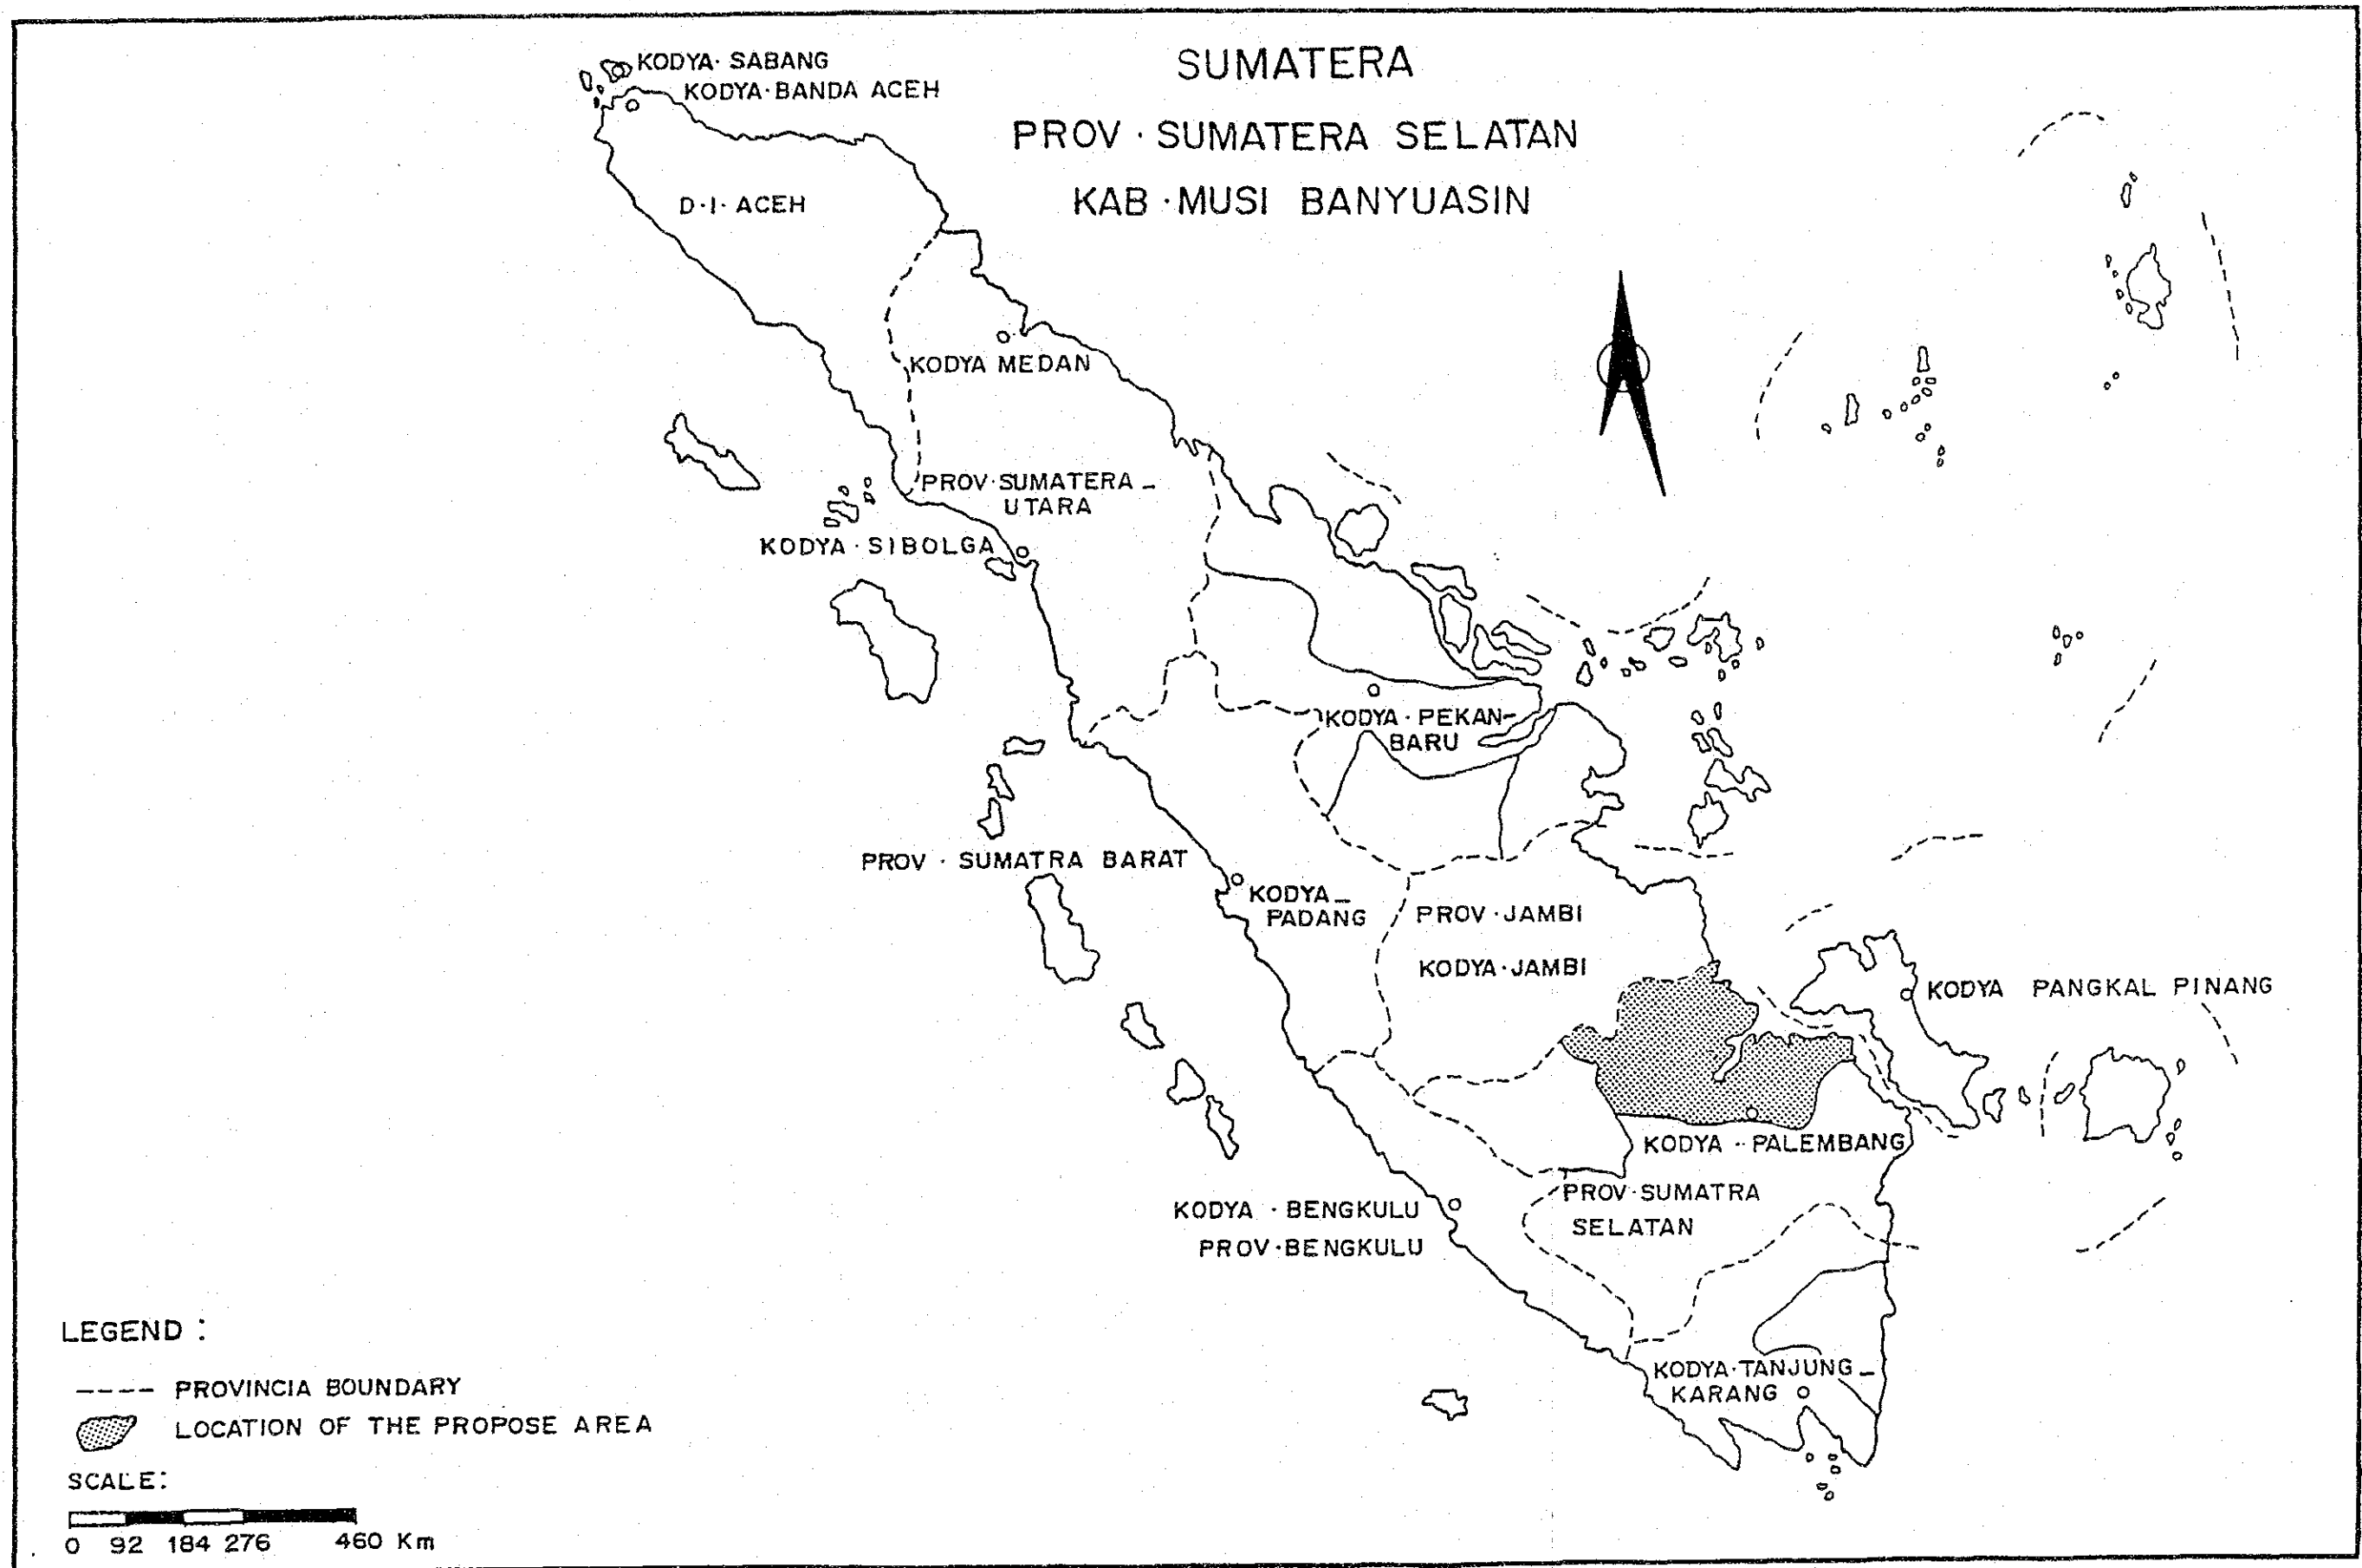 SUMATERA
PROV · SUMATERA SELATAN
KAB · MUSI BANYUASIN
KODYA · SABANG
KODYA · BANDA ACEH
D · I · ACEH
KODYA MEDAN
PROV · SUMATERA –
UTARA
KODYA · SIBOLGA
KODYA · PEKAN–
BARU
PROV · SUMATRA BARAT
KODYA –
PADANG
PROV · JAMBI
KODYA · JAMBI
KODYA PANGKAL PINANG
KODYA - PALEMBANG
PROV · SUMATRA
SELATAN
KODYA · BENGKULU
PROV · BENGKULU
KODYA · TANJUNG –
KARANG
LEGEND :
PROVINCIA BOUNDARY
LOCATION OF THE PROPOSE AREA
SCALE:
0 92 184 276 460 Km